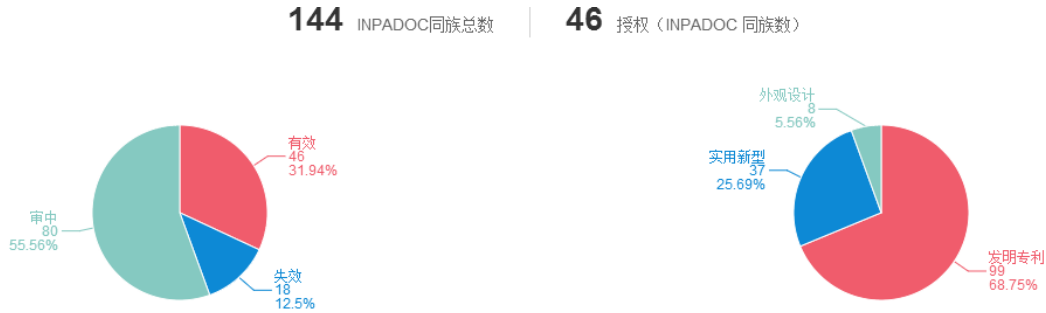 144 INPADOC同族总数
46 授权（INPADOC 同族数）
有效
46
31.94%
审中
80
55.56%
失效
18
12.5%
外观设计
8
5.56%
实用新型
37
25.69%
发明专利
99
68.75%